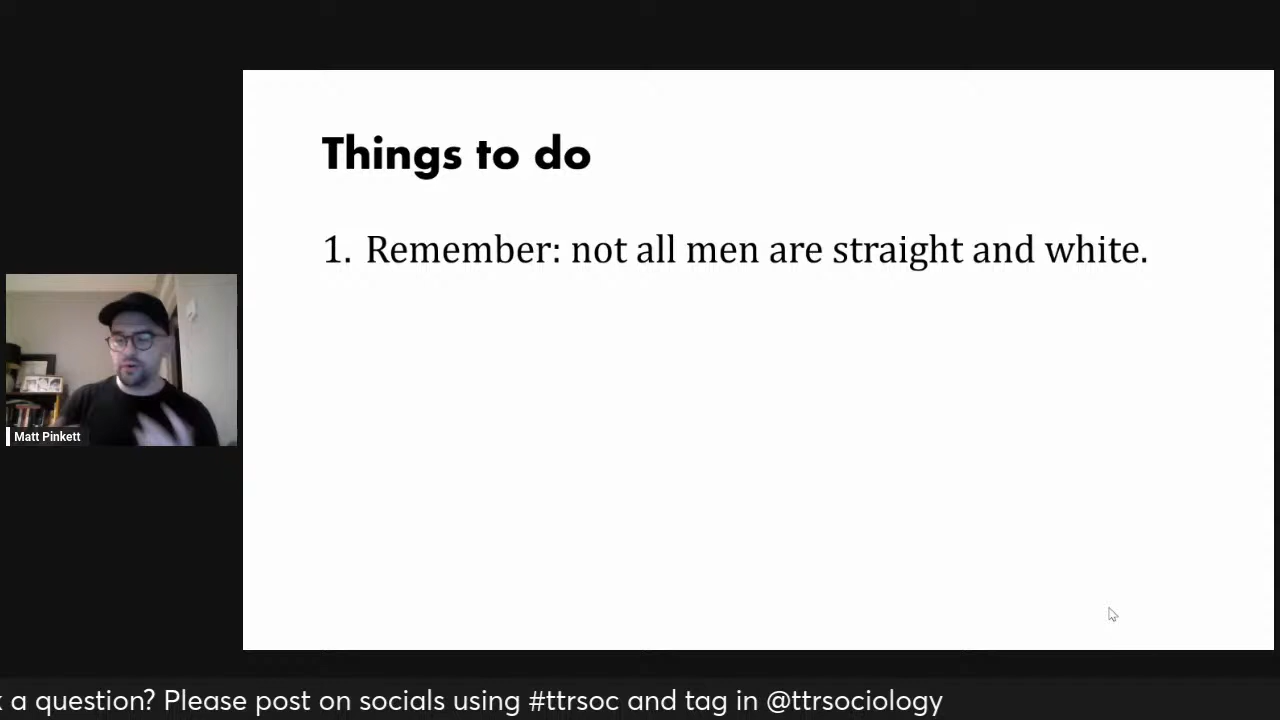 Things to do
1. Remember: not all men are straight and white.
Matt Pinkett
a question? Please post on socials using #ttrsoc and tag in @ttrsociology